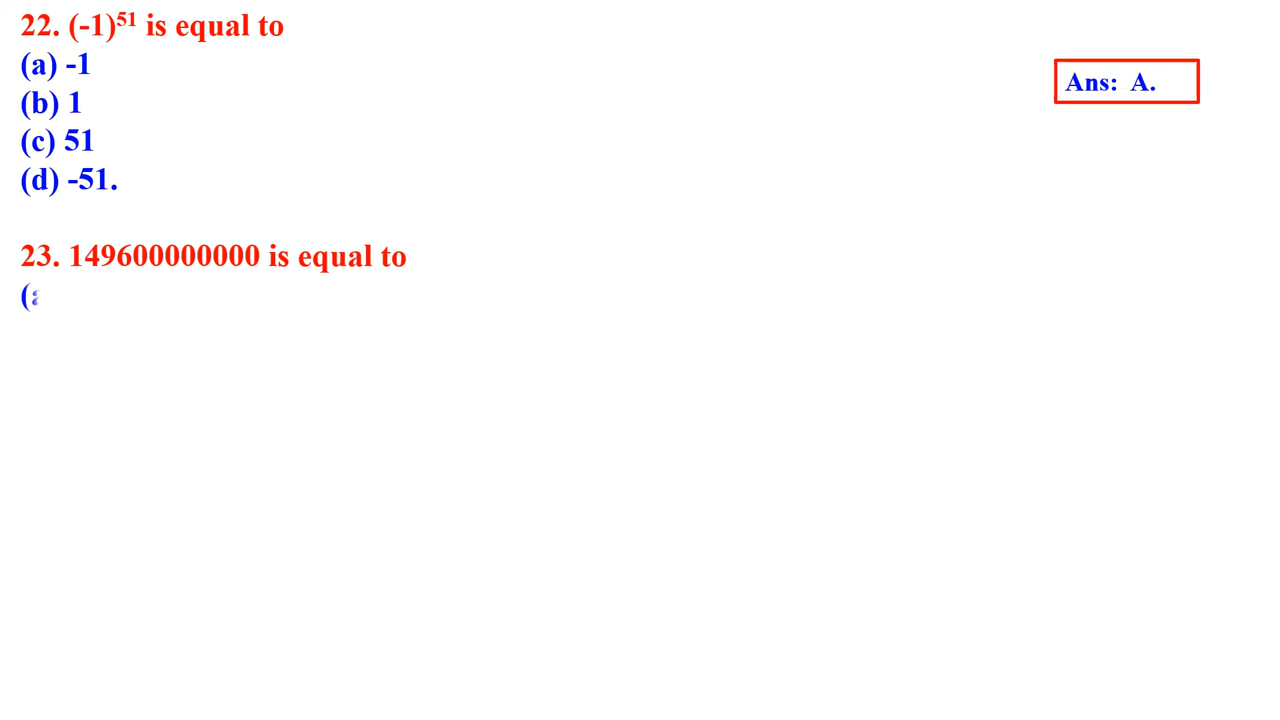 22. (-1)⁵¹ is equal to
(a) -1
Ans: A.
(b) 1
(c) 51
(d) -51.
23. 149600000000 is equal to
(a